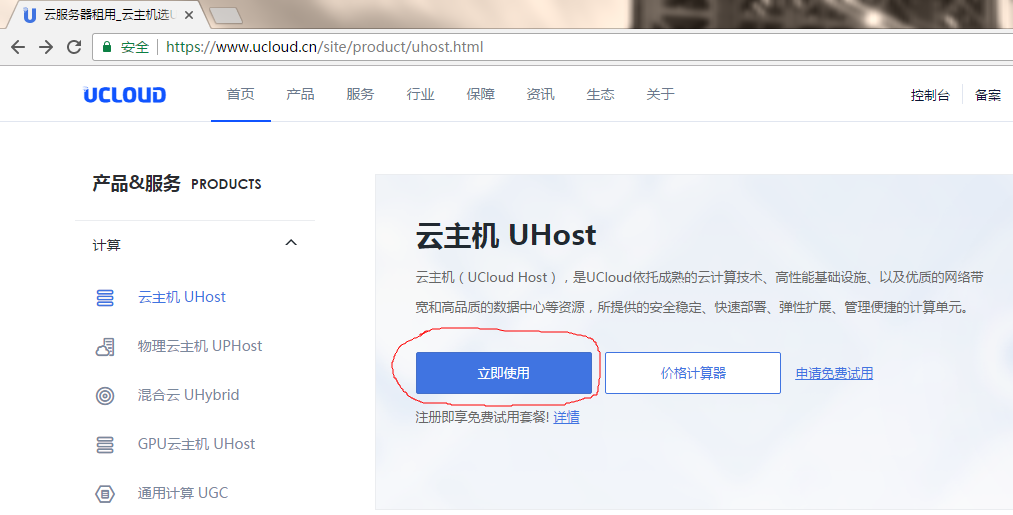 云服务器租用_云主机选U
安全 https://www.ucloud.cn/site/product/uhost.html
UCLOUD 首页 产品 服务 行业 保障 资讯 生态 关于 控制台 备案
产品&服务 PRODUCTS
计算
云主机 UHost
物理云主机 UPHost
混合云 UHybrid
GPU云主机 UHost
通用计算 UGC
云主机 UHost
云主机（UCloud Host），是UCloud依托成熟的云计算技术、高性能基础设施、以及优质的网络带
宽和高品质的数据中心等资源，所提供的安全稳定、快速部署、弹性扩展、管理便捷的计算单元。
立即使用 价格计算器 申请免费试用
注册即享免费试用套餐! 详情